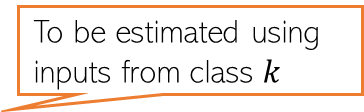 To be estimated using
inputs from class k